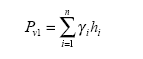 P_{v1} = \sum_{i=1}^{n} \gamma_i h_i